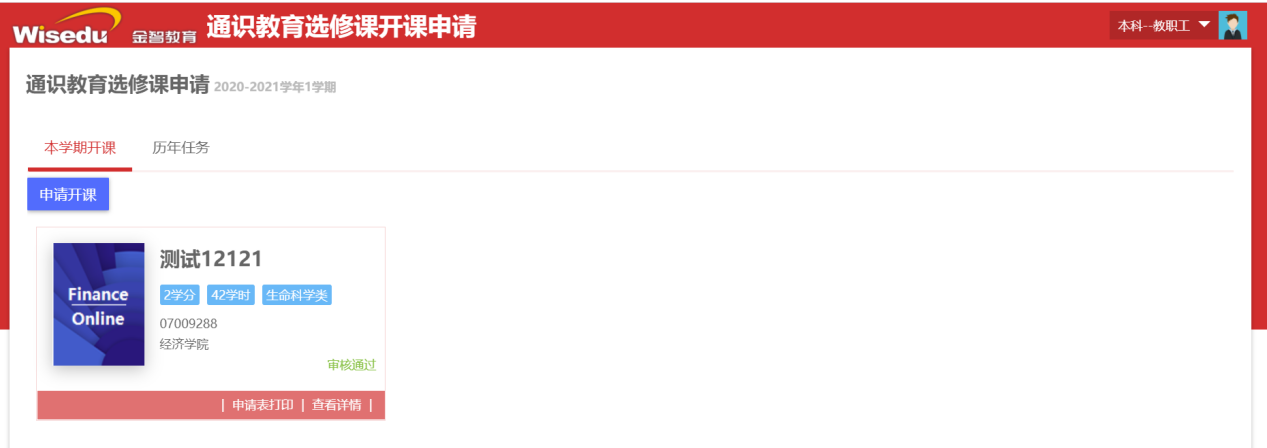 Wisedu 金智教育 通识教育选修课开课申请 本科--教职工
通识教育选修课申请 2020-2021学年1学期
本学期开课 历年任务
申请开课
测试12121
2学分 42学时 生命科学类
Finance
Online
07009288
经济学院
审核通过
| 申请表打印 | 查看详情 |